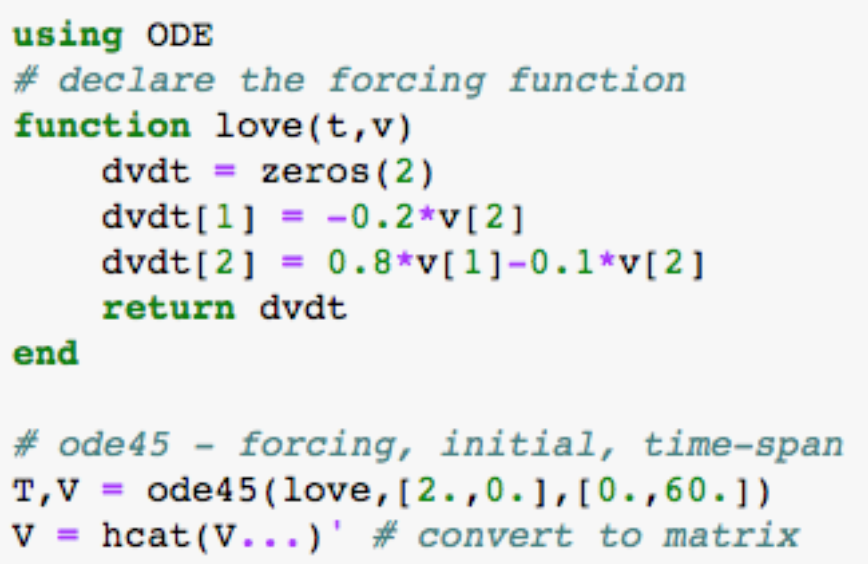 using ODE
# declare the forcing function
function love(t,v)
    dvdt = zeros(2)
    dvdt[1] = -0.2*v[2]
    dvdt[2] = 0.8*v[1]-0.1*v[2]
    return dvdt
end

# ode45 - forcing, initial, time-span
T,V = ode45(love,[2.,0.],[0.,60.])
V = hcat(V...)' # convert to matrix